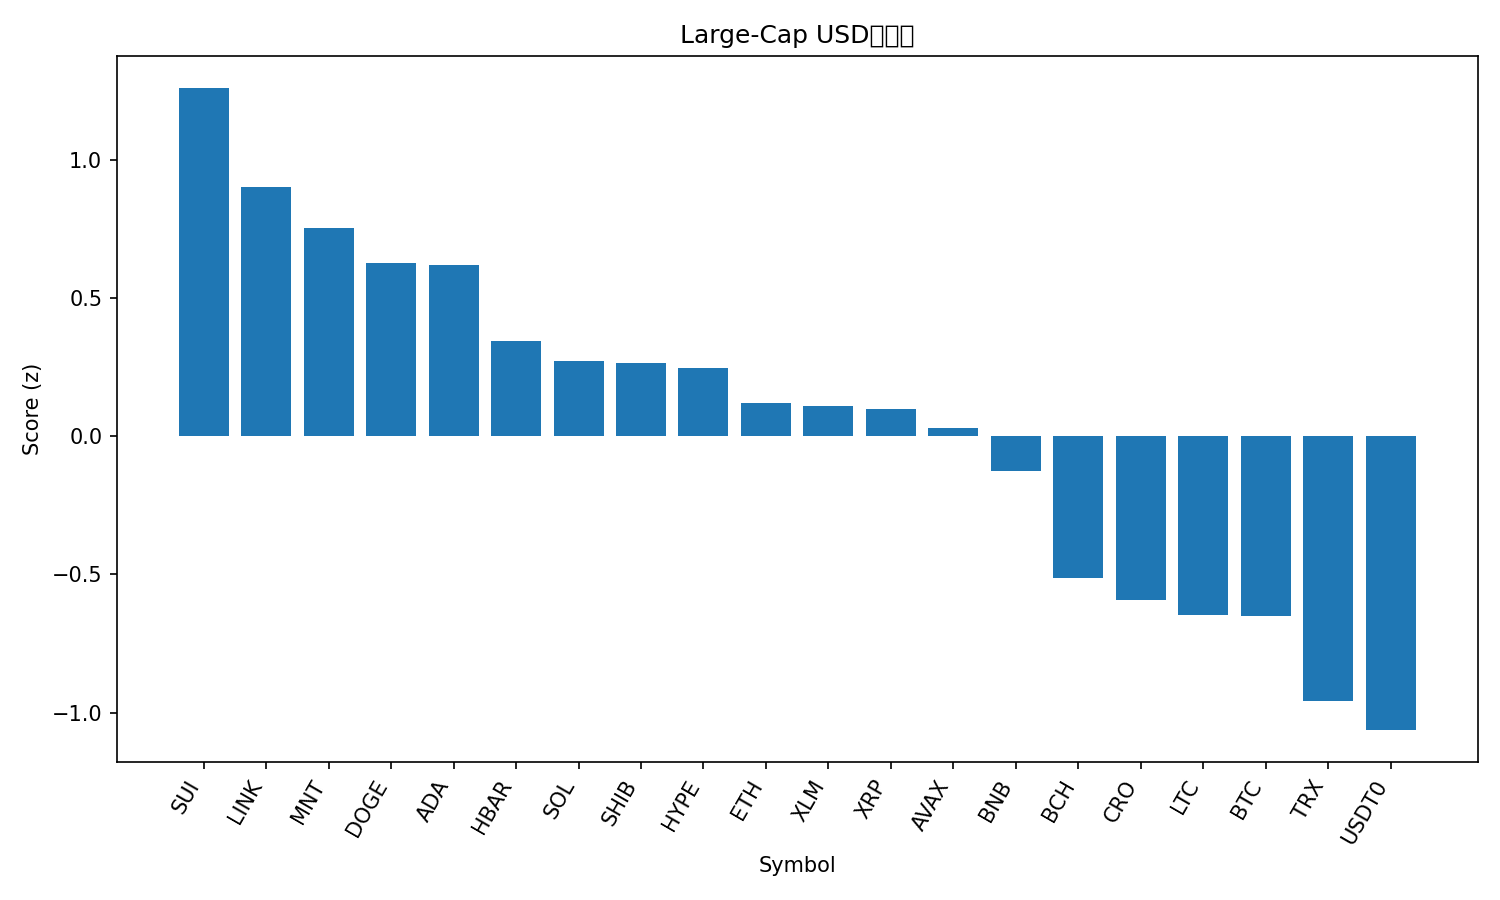 Large-Cap USD
1.0
0.5
0.0
−0.5
−1.0
Score (z)
SUI
LINK
MNT
DOGE
ADA
HBAR
SOL
SHIB
HYPE
ETH
XLM
XRP
AVAX
BNB
BCH
CRO
LTC
BTC
TRX
USDT0
Symbol